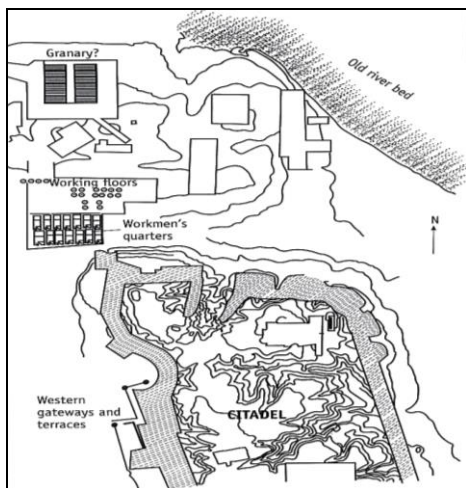 Granary?
Old river bed
Working floors
Workmen's
quarters
N
Western
gateways and
terraces
CITADEL